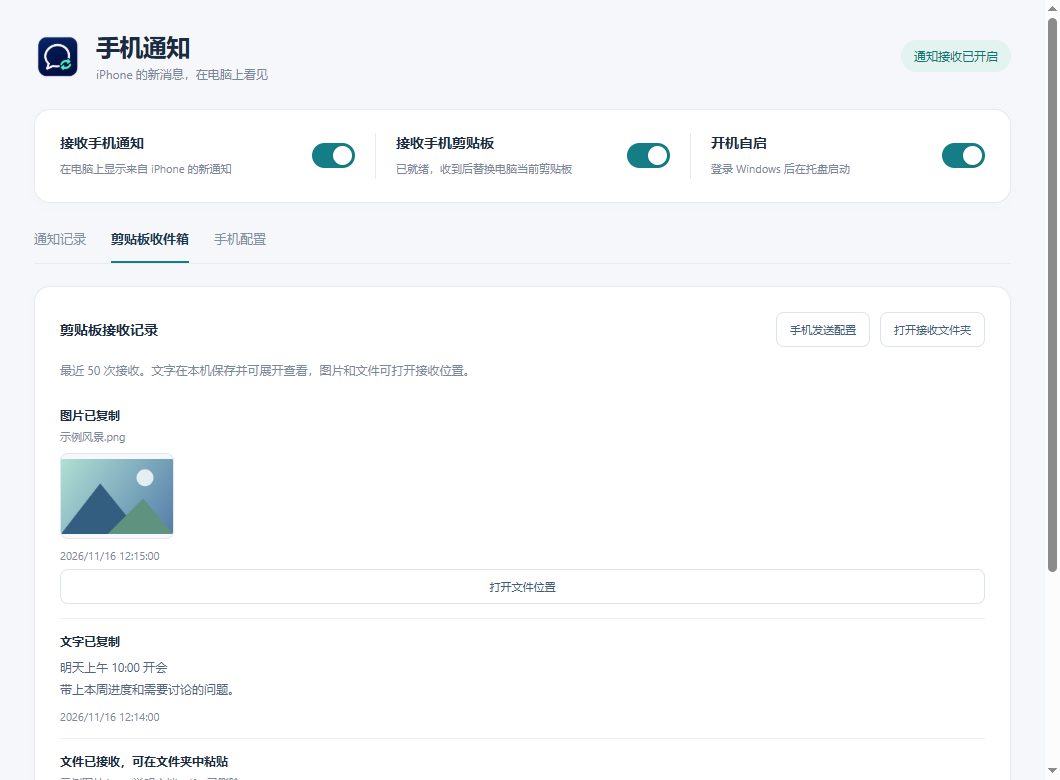 手机通知
iPhone 的新消息，在电脑上看见
通知接收已开启
接收手机通知
在电脑上显示来自 iPhone 的新通知
接收手机剪贴板
已就绪，收到后替换电脑当前剪贴板
开机自启
登录 Windows 后在托盘启动
通知记录
剪贴板收件箱
手机配置
剪贴板接收记录
手机发送配置
打开接收文件夹
最近 50 次接收。文字在本机保存并可展开查看，图片和文件可打开接收位置。
图片已复制
示例风景.png
2026/11/16 12:15:00
打开文件位置
文字已复制
明天上午 10:00 开会
带上本周进度和需要讨论的问题。
2026/11/16 12:14:00
文件已接收，可在文件夹中粘贴